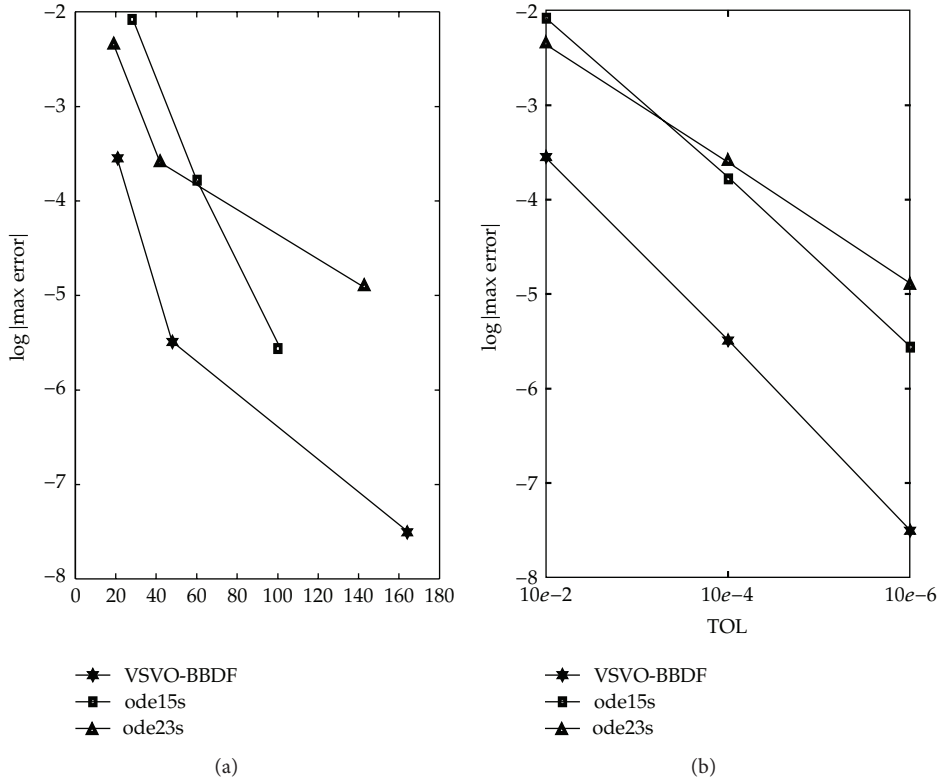 −2
−3
−4
−5
−6
−7
−8
log |max error|
0 20 40 60 80 100 120 140 160 180
VSVO-BBDF
ode15s
ode23s
(a)
−2
−3
−4
−5
−6
−7
−8
log |max error|
10e−2 10e−4 10e−6
TOL
VSVO-BBDF
ode15s
ode23s
(b)